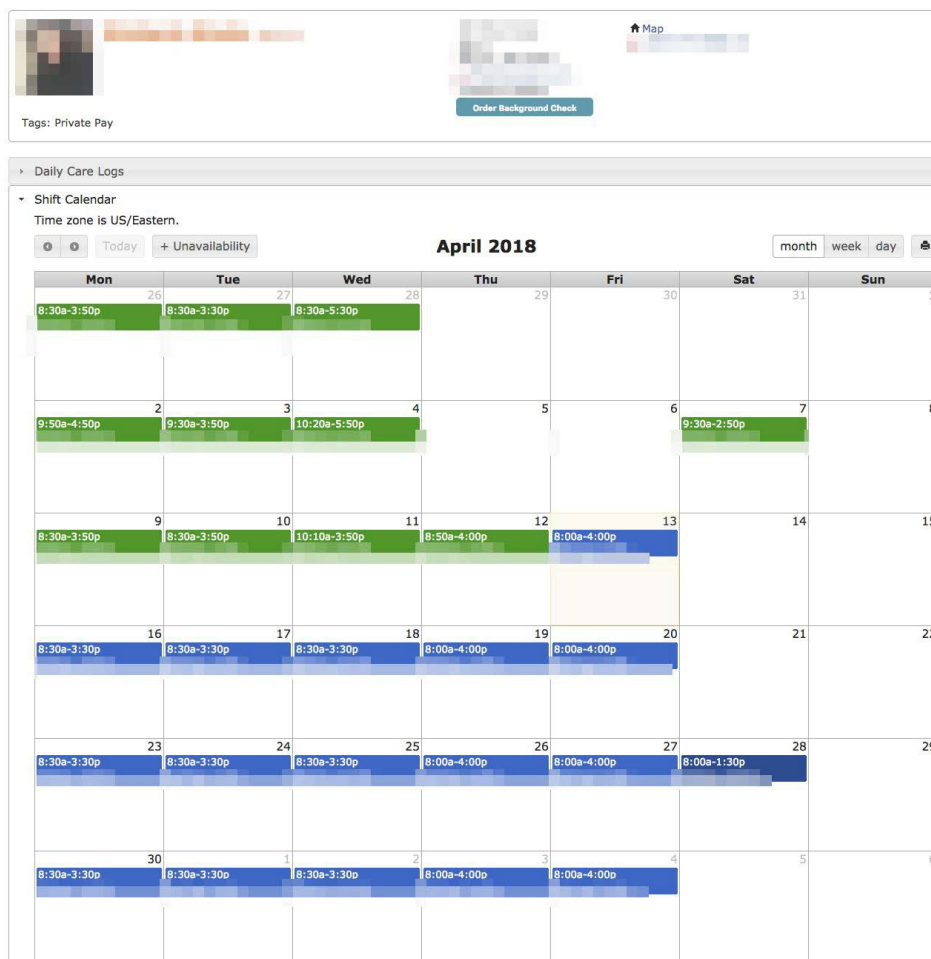 Map
Order Background Check
Tags: Private Pay
Daily Care Logs
Shift Calendar
Time zone is US/Eastern.
Today + Unavailability April 2018 month week day
Mon Tue Wed Thu Fri Sat Sun
26 27 28 29 30 31
8:30a-3:50p 8:30a-3:30p 8:30a-5:30p
2 3 4 5 6 7 8
9:50a-4:50p 9:30a-3:50p 10:20a-5:50p 9:30a-2:50p
9 10 11 12 13 14 15
8:30a-3:50p 8:30a-3:50p 10:10a-3:50p 8:50a-4:00p 8:00a-4:00p
16 17 18 19 20 21 22
8:30a-3:30p 8:30a-3:30p 8:30a-3:30p 8:00a-4:00p 8:00a-4:00p
23 24 25 26 27 28 29
8:30a-3:30p 8:30a-3:30p 8:30a-3:30p 8:00a-4:00p 8:00a-4:00p 8:00a-1:30p
30 1 2 3 4 5
8:30a-3:30p 8:30a-3:30p 8:30a-3:30p 8:00a-4:00p 8:00a-4:00p